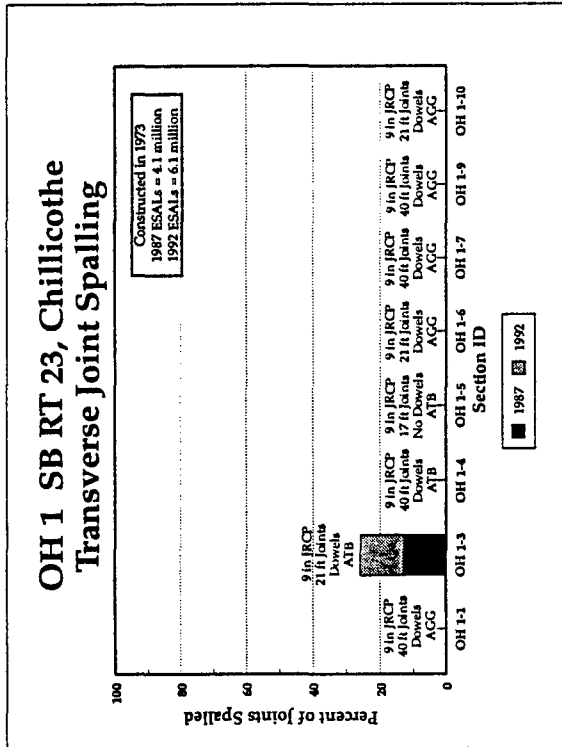 OH 1 SB RT 23, Chillicothe
Transverse Joint Spalling
Constructed in 1973
1987 ESALs = 4.1 million
1992 ESALs = 6.1 million
Percent of Joints Spalled
100
80
60
40
20
0
9 in JRCP
40 ft Joints
Dowels
AGG
9 in JRCP
21 ft Joints
Dowels
ATB
9 in JRCP
40 ft Joints
Dowels
ATB
9 in JRCP
17 ft Joints
No Dowels
ATB
9 in JRCP
21 ft Joints
Dowels
AGG
9 in JRCP
40 ft Joints
Dowels
AGG
9 in JRCP
40 ft Joints
Dowels
AGG
9 in JRCP
21 ft Joints
Dowels
AGG
OH 1-1
OH 1-3
OH 1-4
OH 1-5
OH 1-6
OH 1-7
OH 1-9
OH 1-10
Section ID
1987
1992